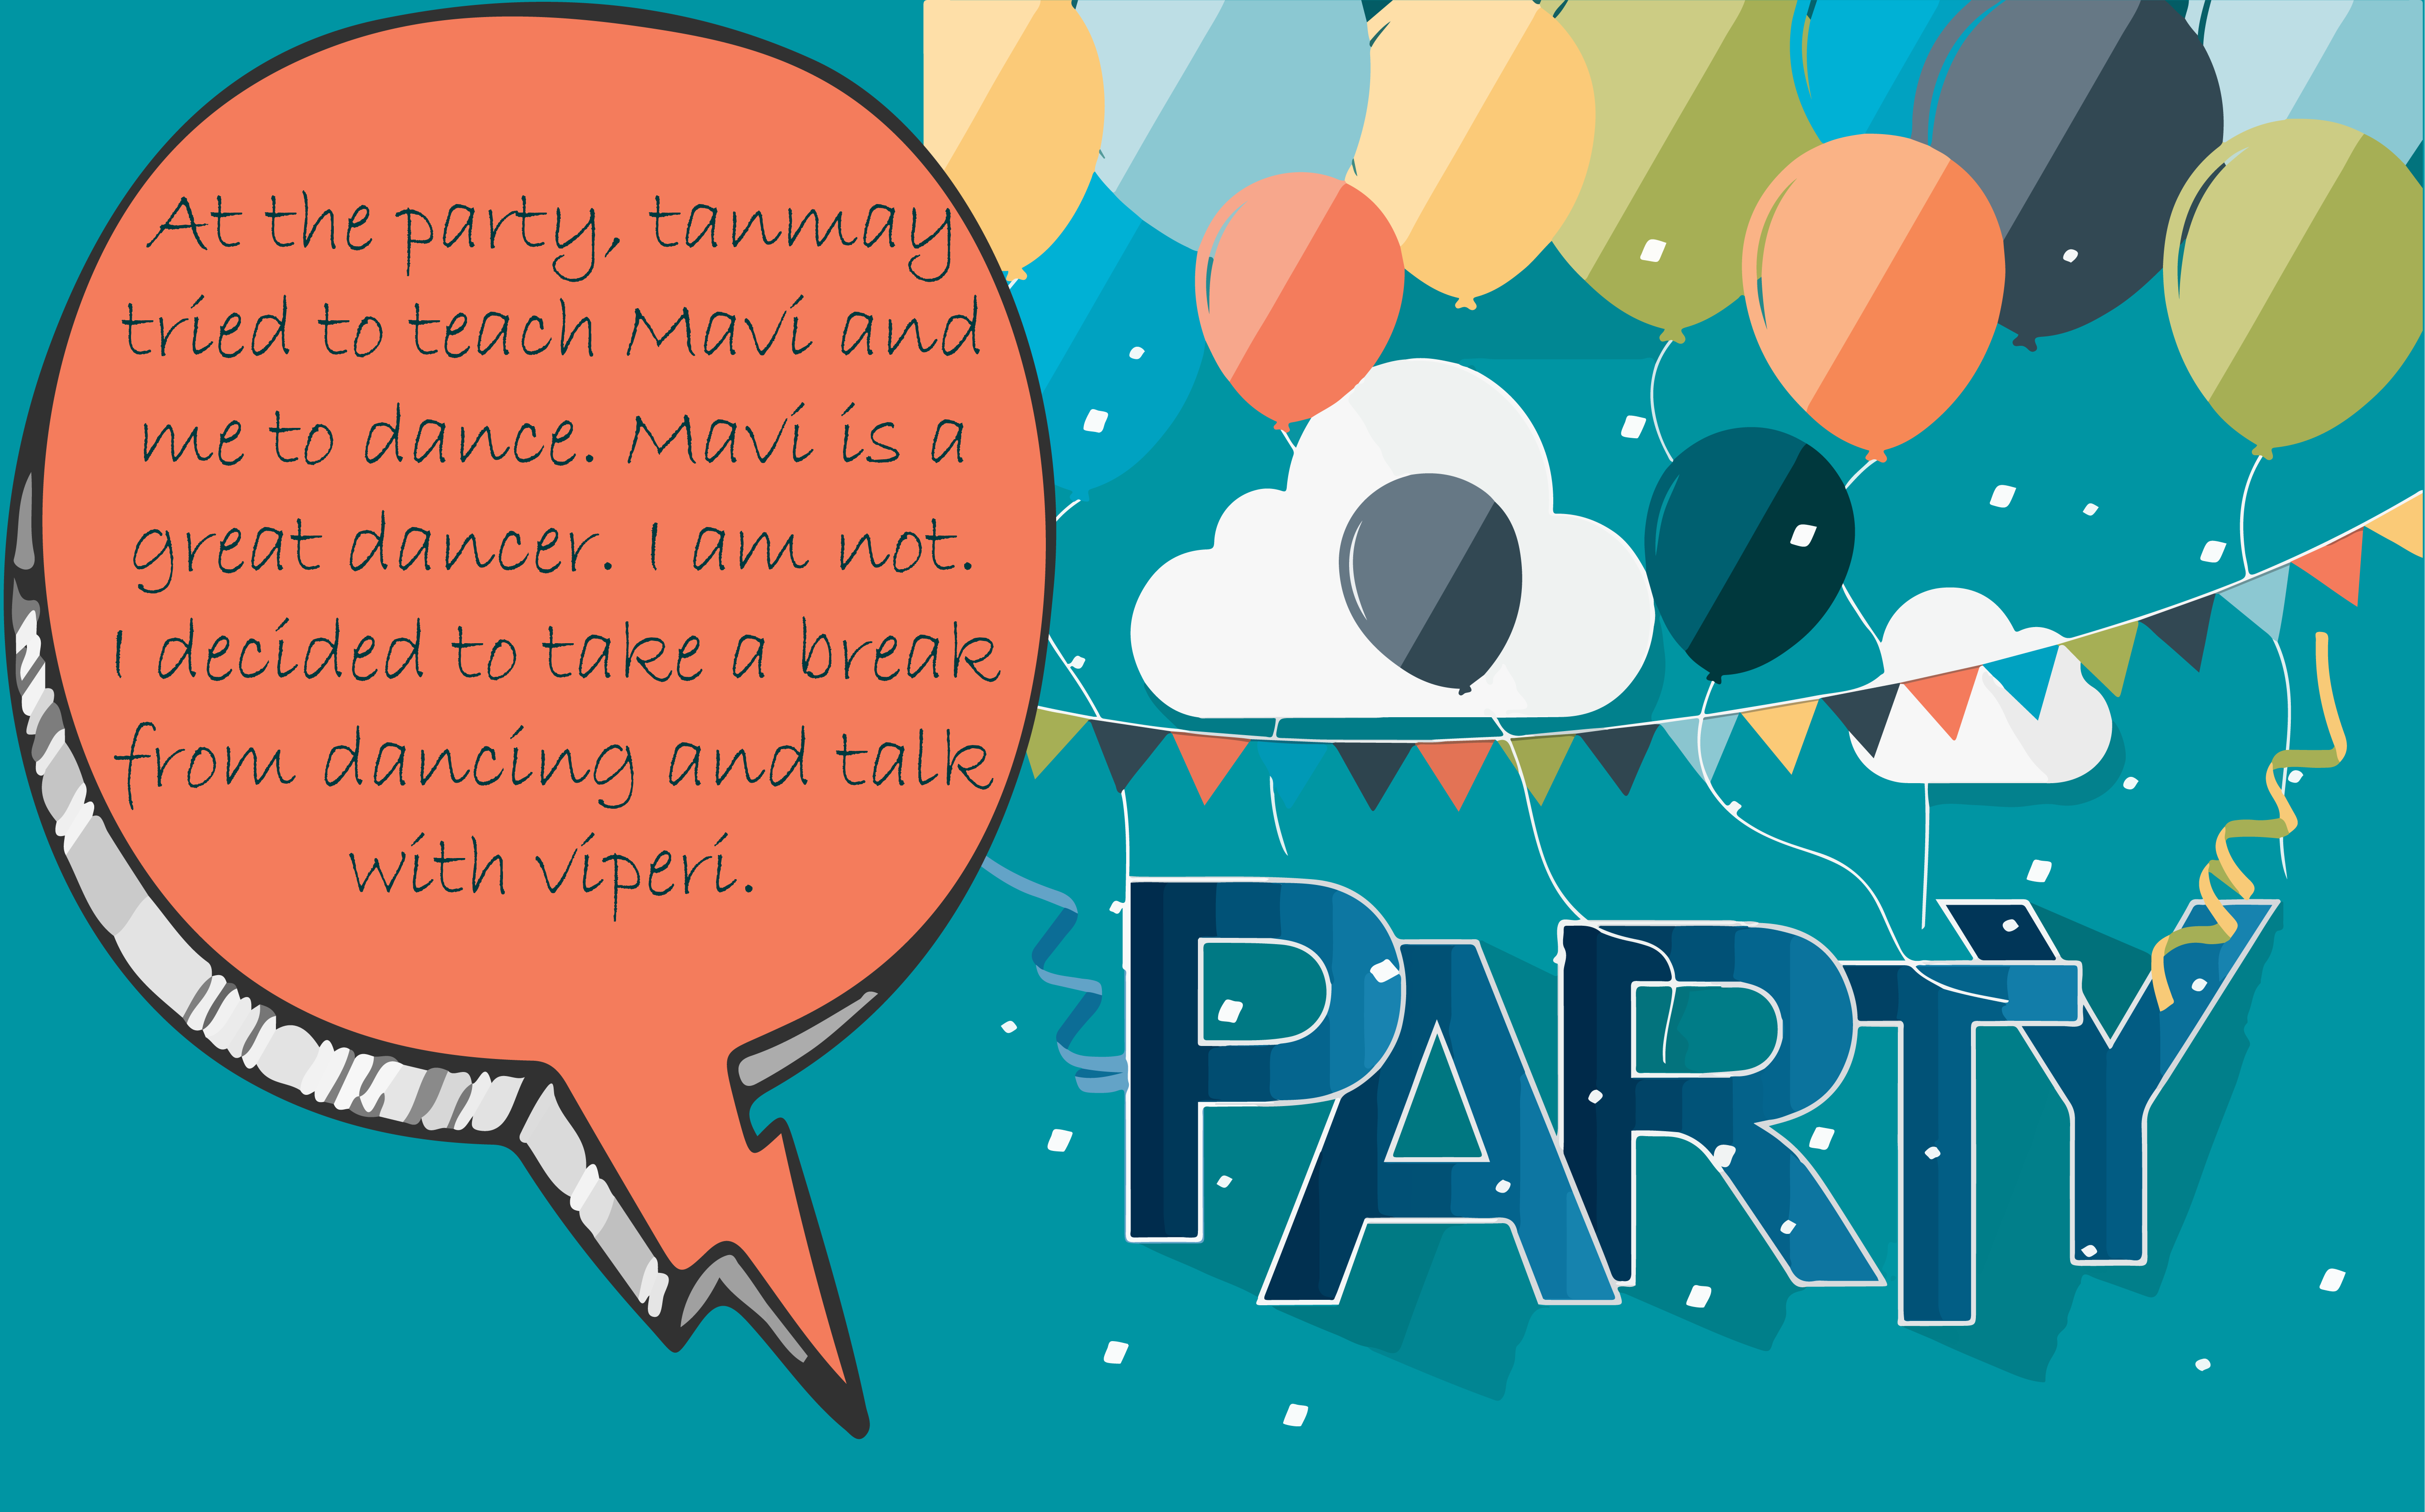 At the party, tanmay
tried to teach Mavi and
me to dance. Mavi is a
great dancer. I am not.
I decided to take a break
from dancing and talk
with viperi.
PARTY